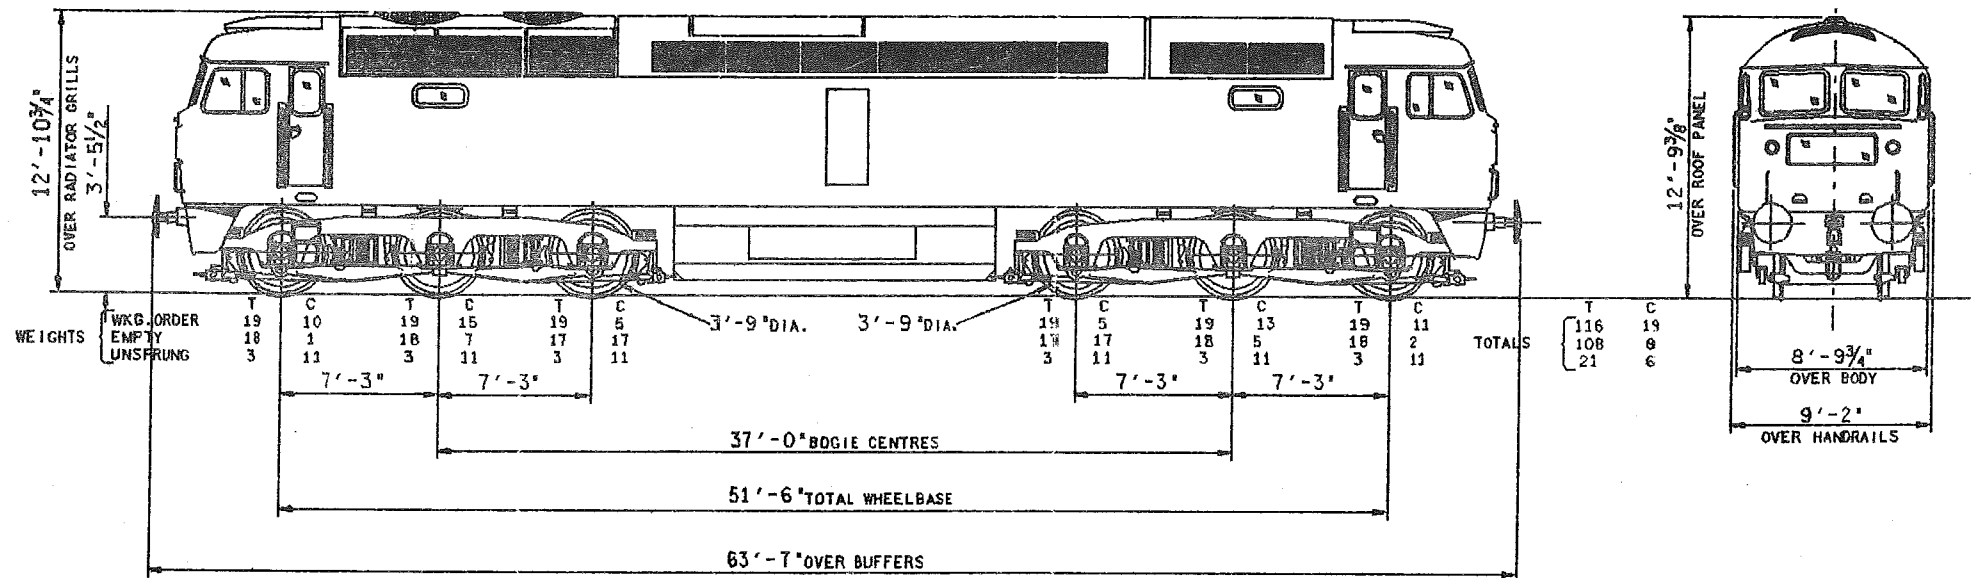 12'-10¾"
OVER RADIATOR GRILLS
3'-5½"
12'-9⅜"
OVER ROOF PANEL
T C T C T C T C T C T C T C
WEIGHTS
WKG.ORDER 19 10 19 15 19 5 3'-9"DIA. 3'-9"DIA. 19 5 19 13 19 11 116 19
EMPTY 18 1 18 7 17 17 17 18 5 18 2 TOTALS 108
UNSPRUNG 3 11 3 11 3 11 3 11 3 11 3 11 21 6
7'-3" 7'-3" 7'-3" 7'-3"
8'-9¾"
OVER BODY
9'-2"
OVER HANDRAILS
37'-0"BOGIE CENTRES
51'-6"TOTAL WHEELBASE
63'-7"OVER BUFFERS